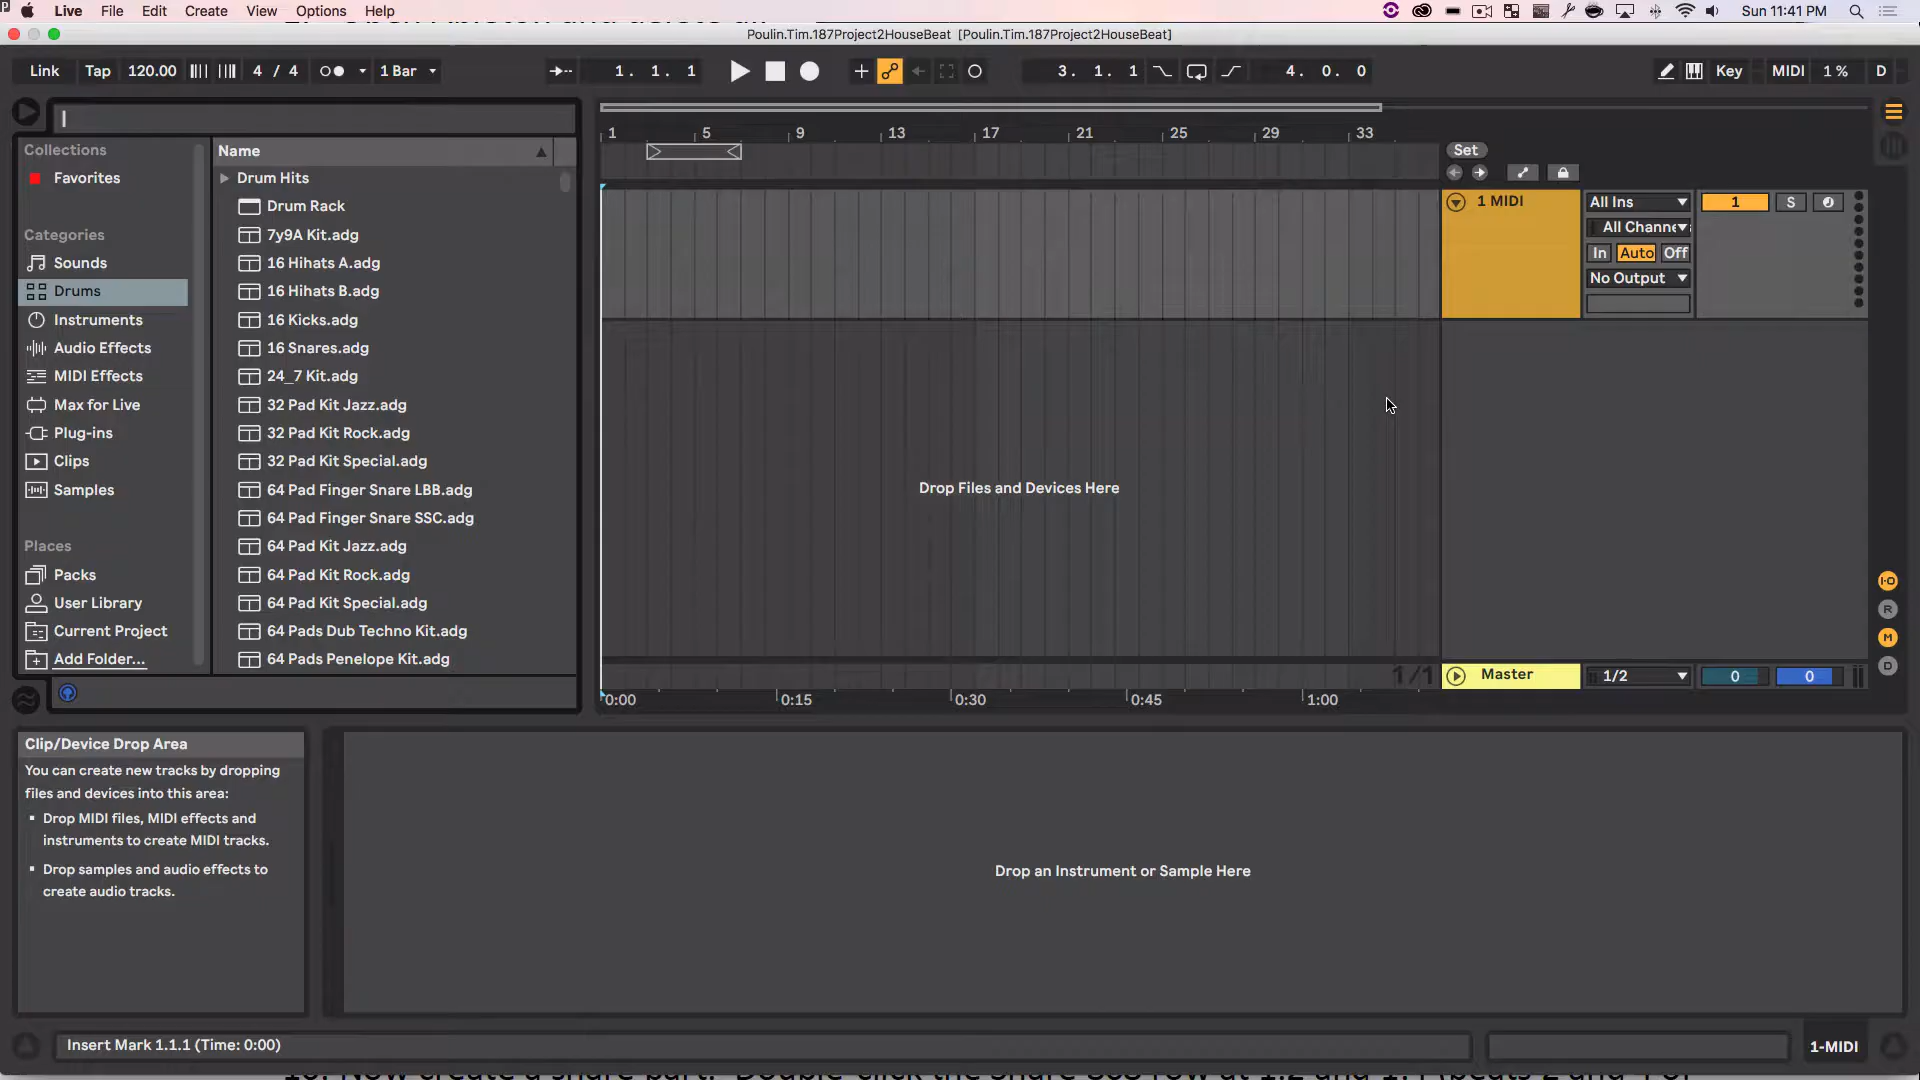 Live File Edit Create View Options Help
Sun 11:41 PM
Poulin.Tim.187Project2HouseBeat [Poulin.Tim.187Project2HouseBeat]
Link Tap 120.00 4 / 4 1 Bar 1. 1. 1 3. 1. 1 4. 0. 0 Key MIDI 1 % D
Collections
Favorites
Categories
Sounds
Drums
Instruments
Audio Effects
MIDI Effects
Max for Live
Plug-ins
Clips
Samples
Places
Packs
User Library
Current Project
Add Folder...
Name
Drum Hits
Drum Rack
7y9A Kit.adg
16 Hihats A.adg
16 Hihats B.adg
16 Kicks.adg
16 Snares.adg
24_7 Kit.adg
32 Pad Kit Jazz.adg
32 Pad Kit Rock.adg
32 Pad Kit Special.adg
64 Pad Finger Snare LBB.adg
64 Pad Finger Snare SSC.adg
64 Pad Kit Jazz.adg
64 Pad Kit Rock.adg
64 Pad Kit Special.adg
64 Pads Dub Techno Kit.adg
64 Pads Penelope Kit.adg
1 5 9 13 17 21 25 29 33
Set
1 MIDI All Ins 1 S
All Channe
In Auto Off
No Output
Drop Files and Devices Here
1/1
Master 1/2 0 0
0:00 0:15 0:30 0:45 1:00
I·O
R
M
D
Clip/Device Drop Area
You can create new tracks by dropping
files and devices into this area:
▪ Drop MIDI files, MIDI effects and
instruments to create MIDI tracks.
▪ Drop samples and audio effects to
create audio tracks.
Drop an Instrument or Sample Here
Insert Mark 1.1.1 (Time: 0:00)
1-MIDI